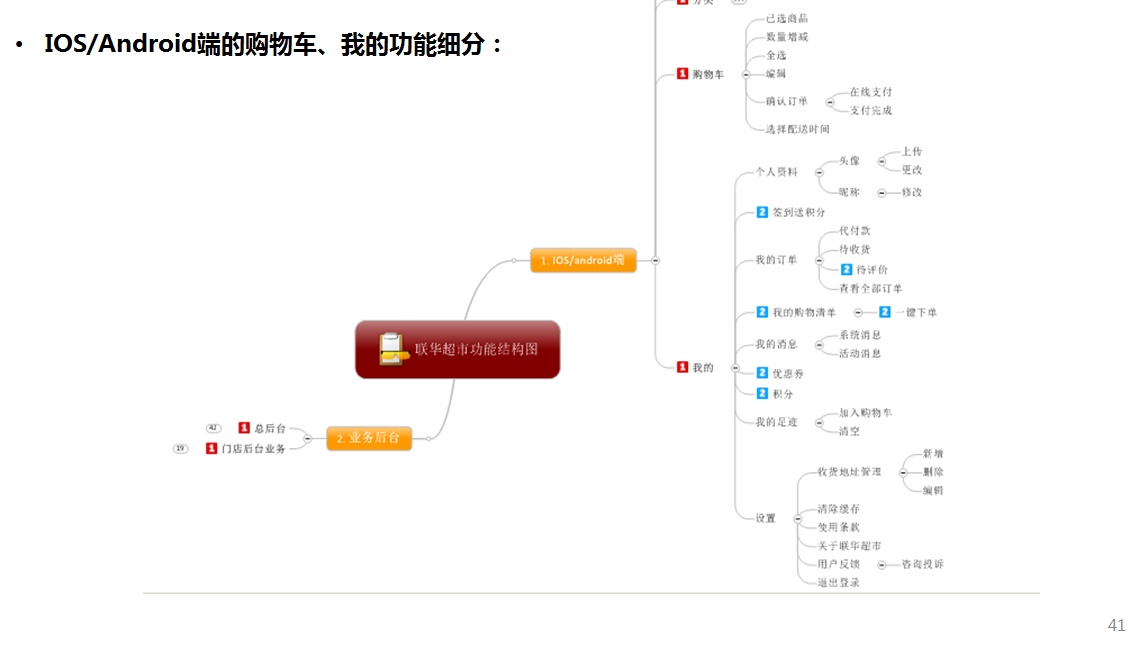 • IOS/Android端的购物车、我的功能细分：
1 分类
已选商品
数量增减
全选
1 购物车
编辑
在线支付
确认订单
支付完成
选择配送时间
上传
头像
个人资料
更改
昵称
修改
2 签到送积分
代付款
待收货
我的订单
2 待评价
查看全部订单
1. IOS/android端
2 我的购物清单
2 一键下单
系统消息
我的消息
活动消息
联华超市功能结构图
1 我的
2 优惠券
2 积分
加入购物车
我的足迹
清空
42
1 总后台
2. 业务后台
19
1 门店后台业务
新增
收货地址管理
删除
编辑
清除缓存
设置
使用条款
关于联华超市
用户反馈
咨询投诉
退出登录
41